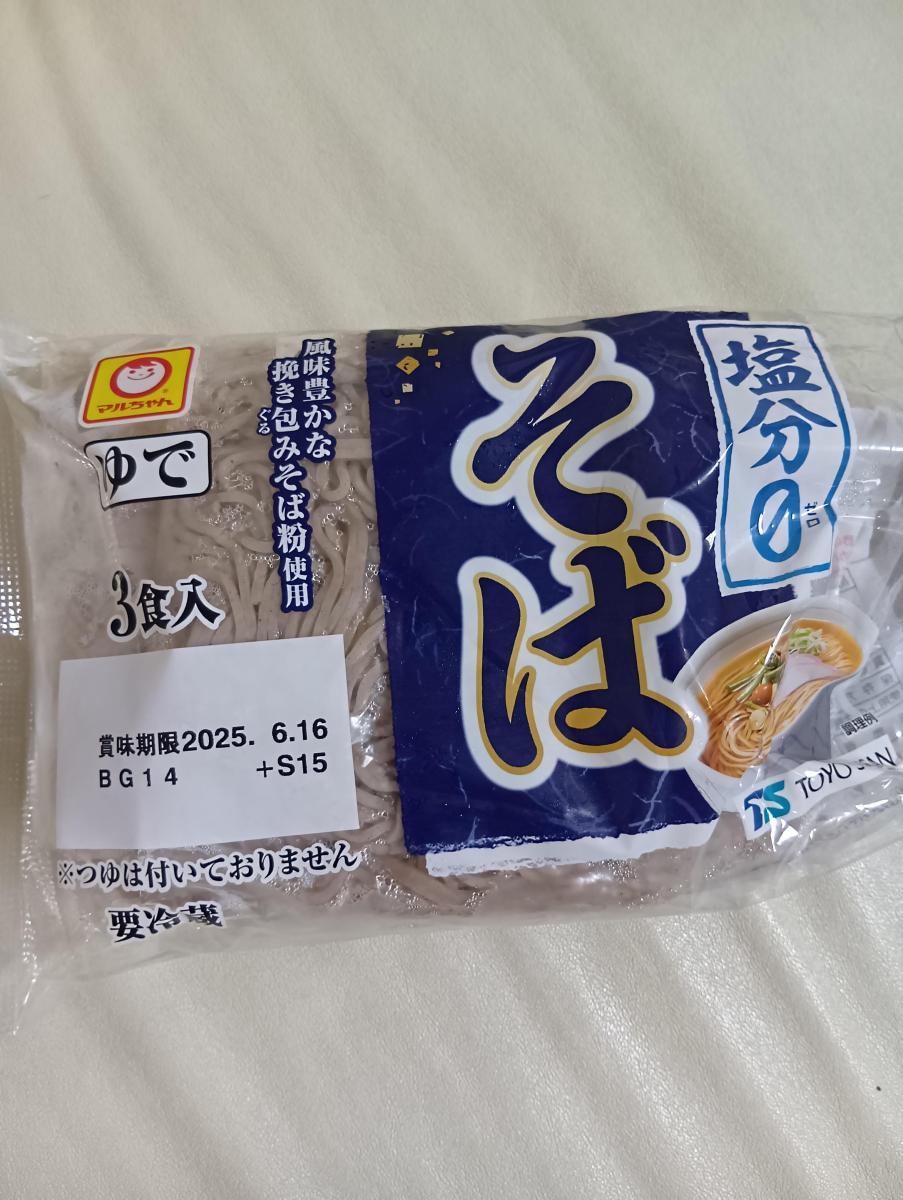 マルちゃん
ゆで
3食入
風味豊かな
挽き包みそば粉使用
ぐる
そば
塩分0
ゼロ
賞味期限2025. 6.16
BG14 +S15
※つゆは付いておりません
要冷蔵
調理例
TOYO SUISAN